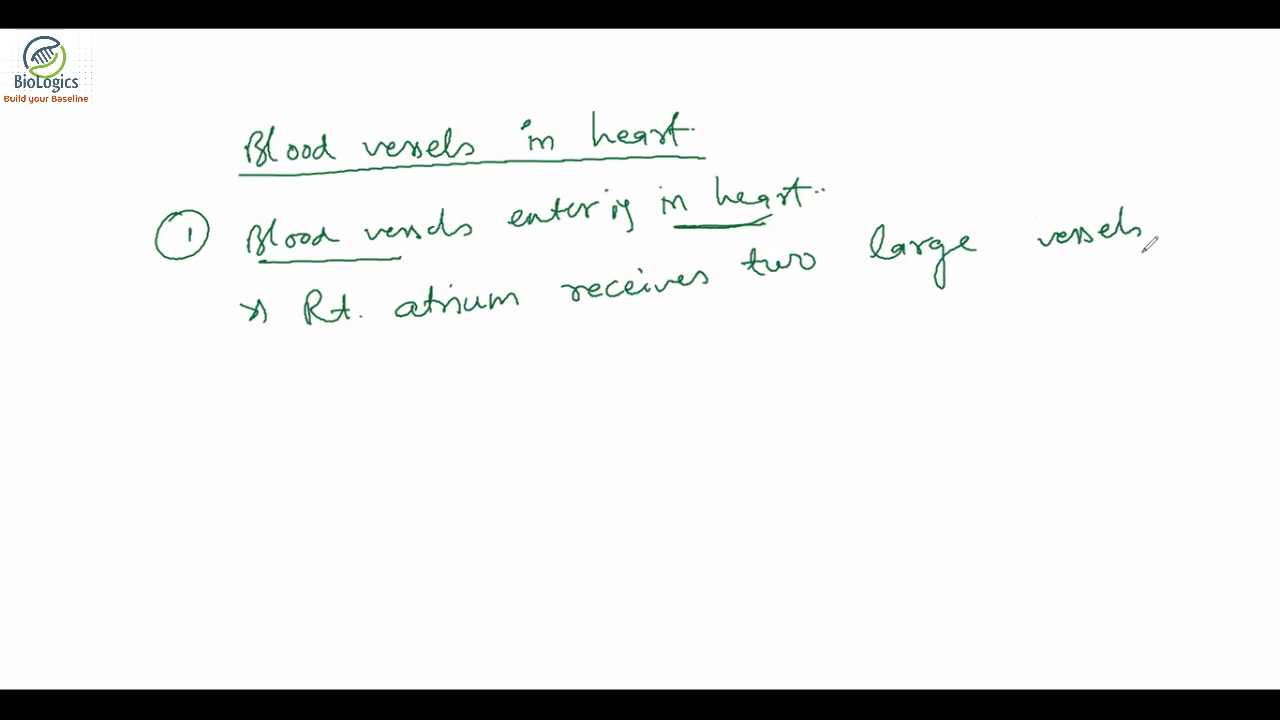 BioLogics
Build your Baseline
Blood vessels in heart.
1 Blood vessels entering in heart..
* Rt. atrium receives two large vessels